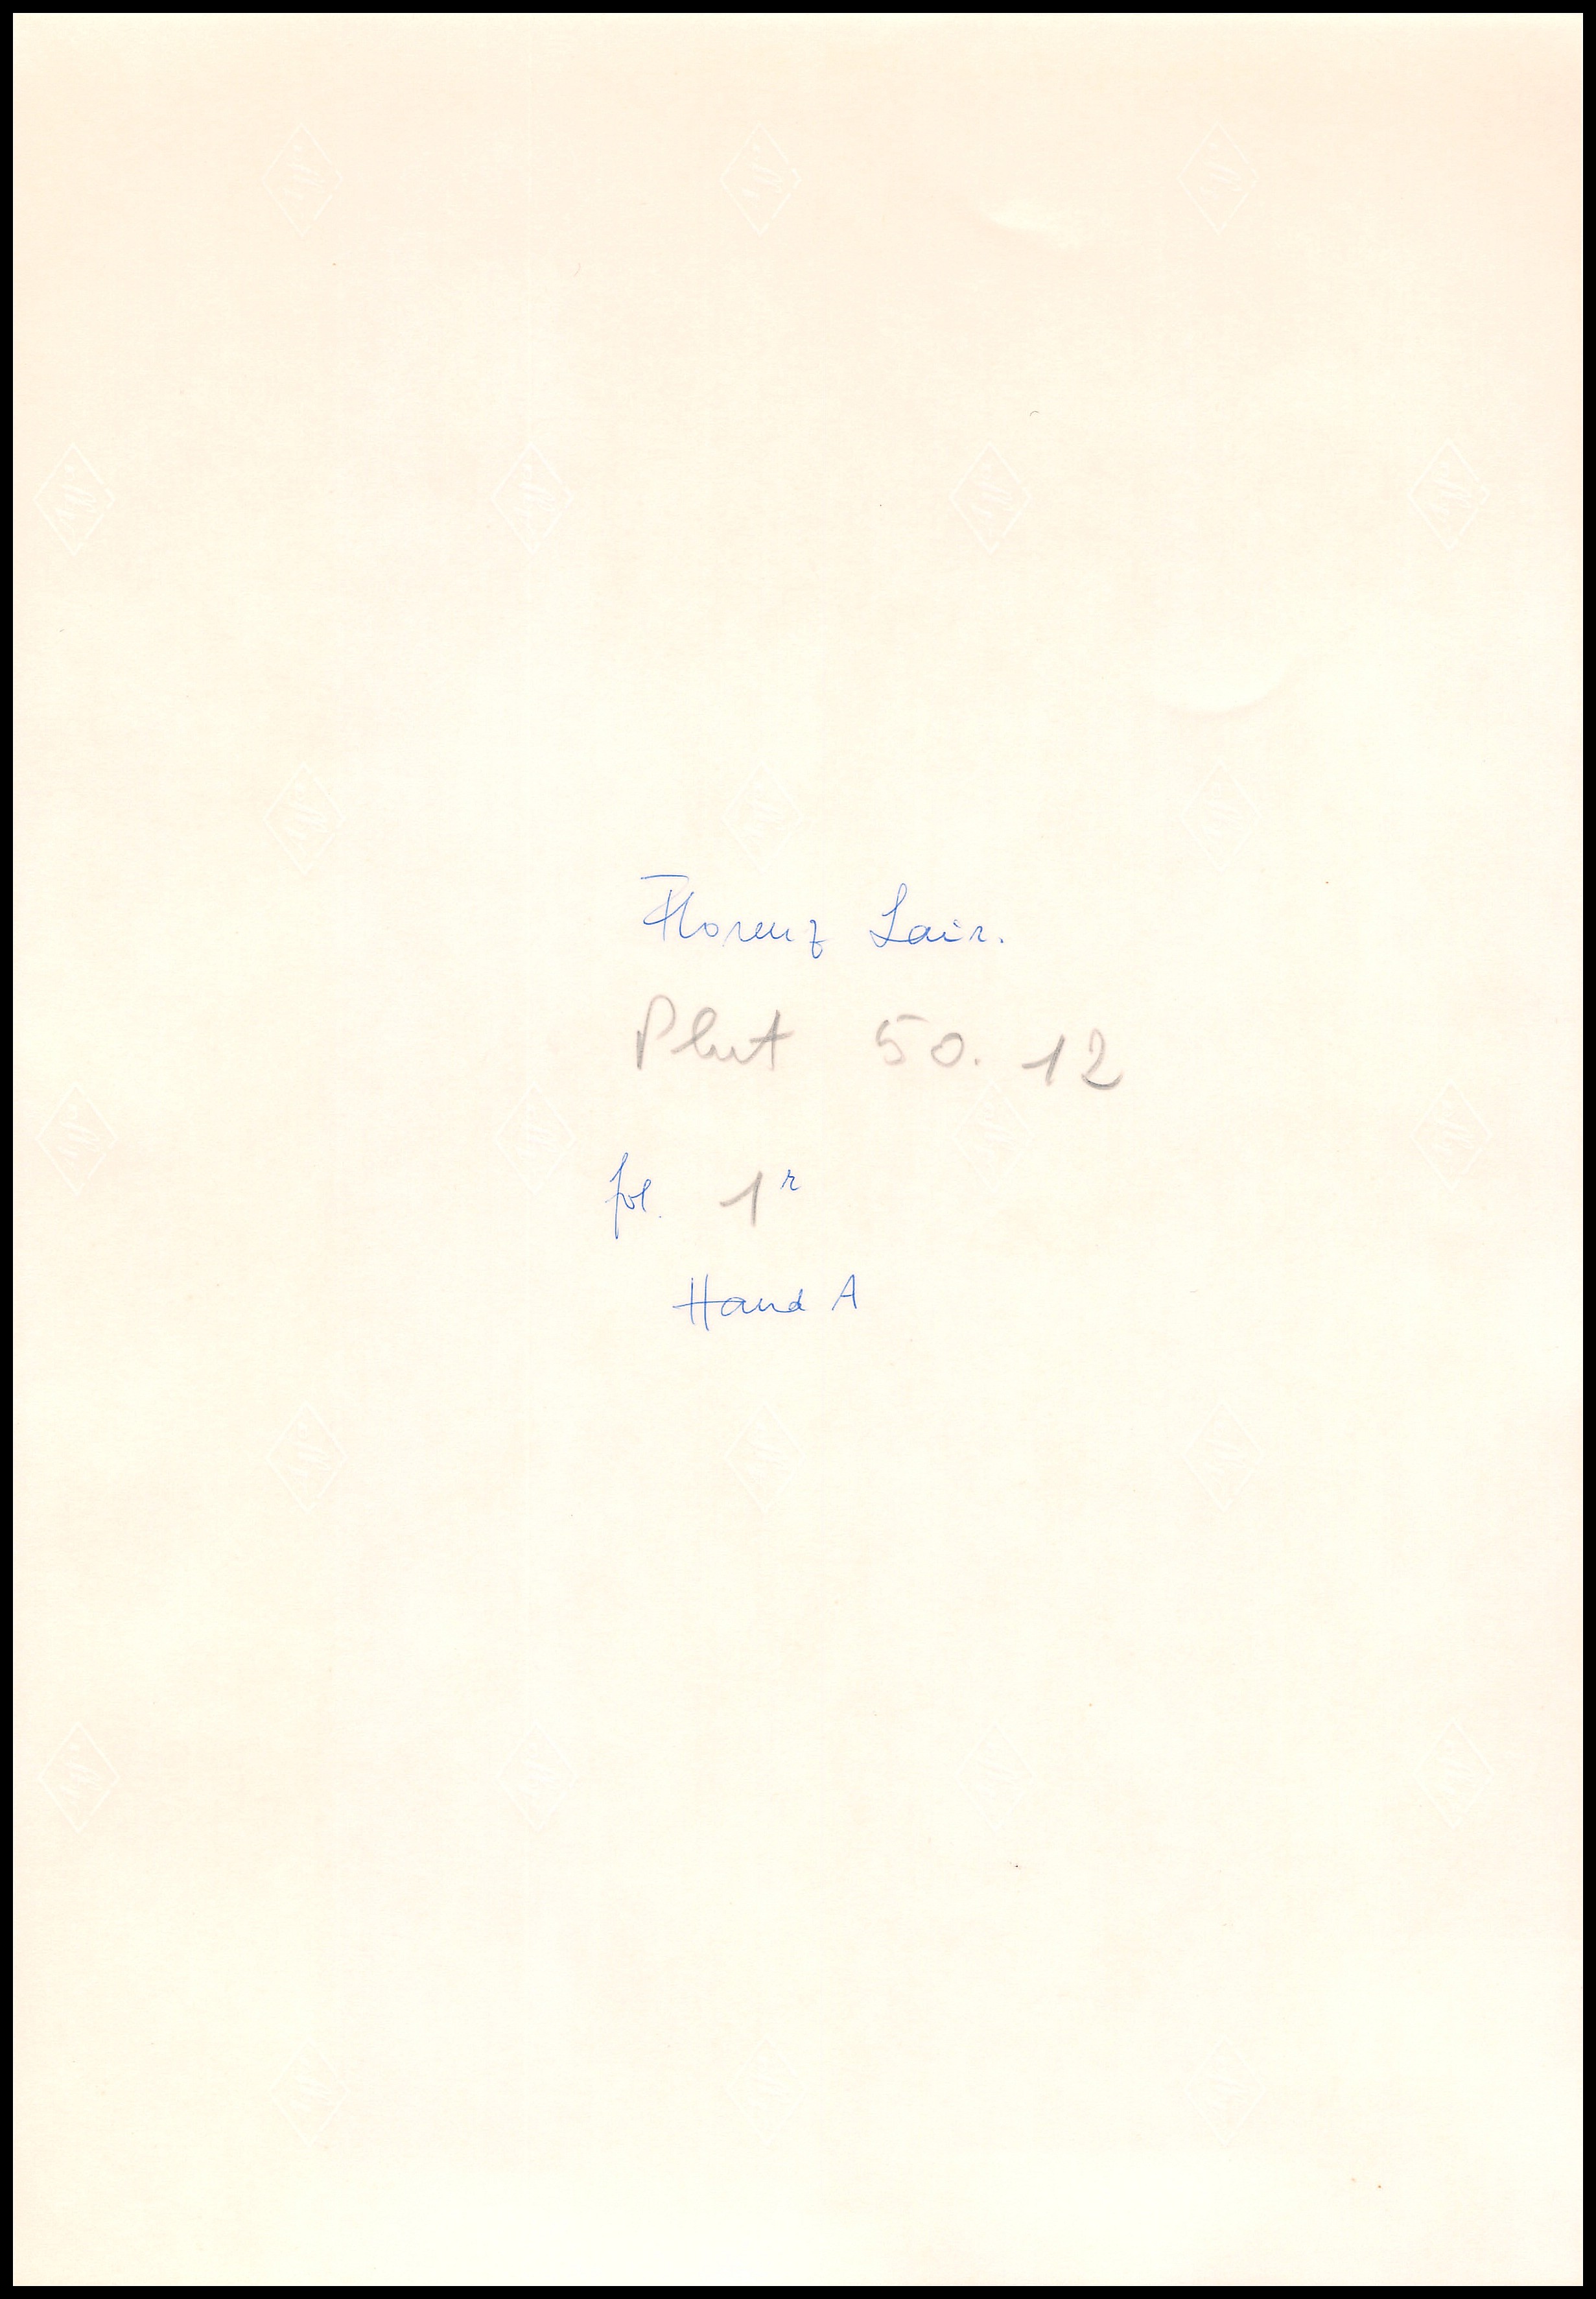 Florenz Laur.
Plut 50. 12
fol. 1r
Hand A